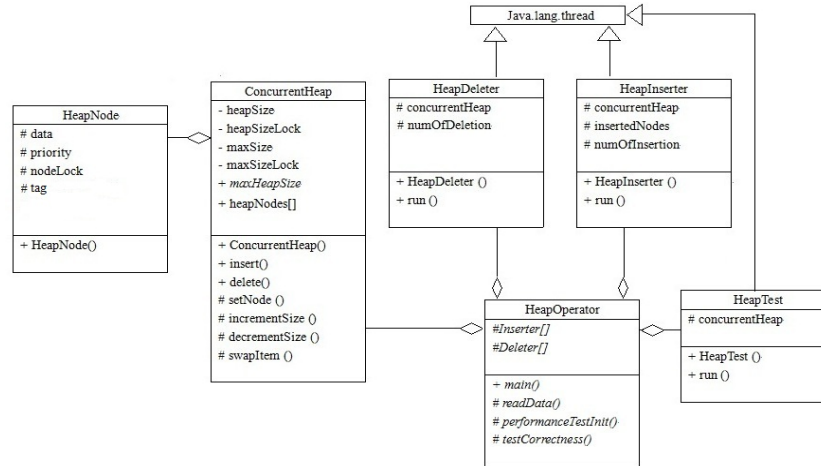 Java.lang.thread
HeapNode
# data
# priority
# nodeLock
# tag
+ HeapNode()
ConcurrentHeap
- heapSize
- heapSizeLock
- maxSize
- maxSizeLock
+ maxHeapSize
+ heapNodes[]
+ ConcurrentHeap()
+ insert()
+ delete()
# setNode ()
# incrementSize ()
# decrementSize ()
# swapItem ()
HeapDeleter
# concurrentHeap
# numOfDeletion
+ HeapDeleter ()
+ run ()
HeapInserter
# concurrentHeap
# insertedNodes
# numOfInsertion
+ HeapInserter ()
+ run ()
HeapOperator
#Inserter[]
#Deleter[]
+ main()
# readData()
# performanceTestInit()
# testCorrectness()
HeapTest
# concurrentHeap
+ HeapTest ()
+ run ()